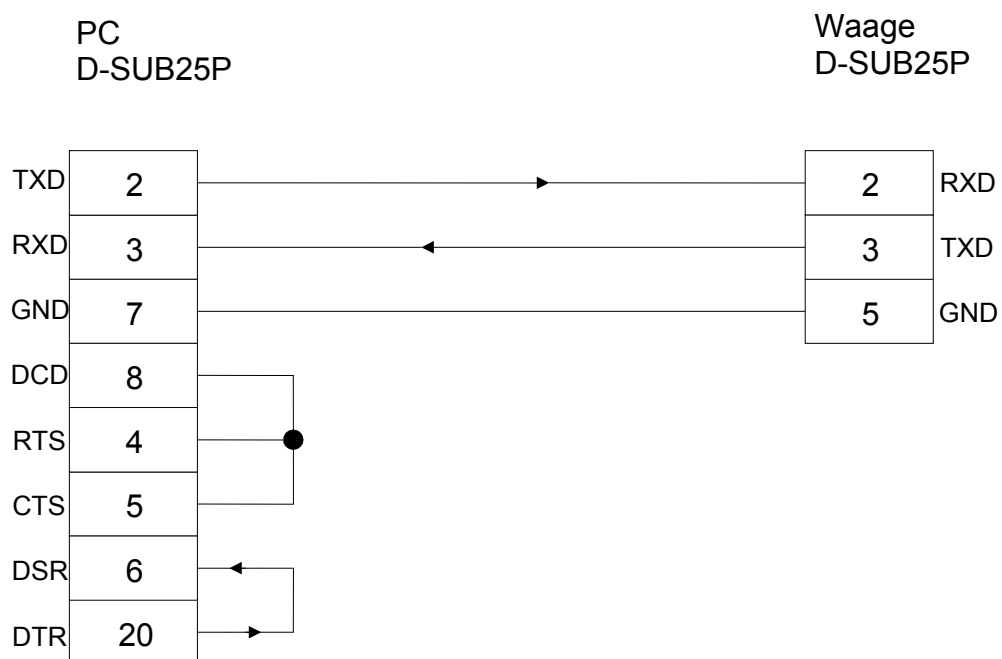 PC
D-SUB25P
Waage
D-SUB25P
TXD 2 2 RXD
RXD 3 3 TXD
GND 7 5 GND
DCD 8
RTS 4
CTS 5
DSR 6
DTR 20